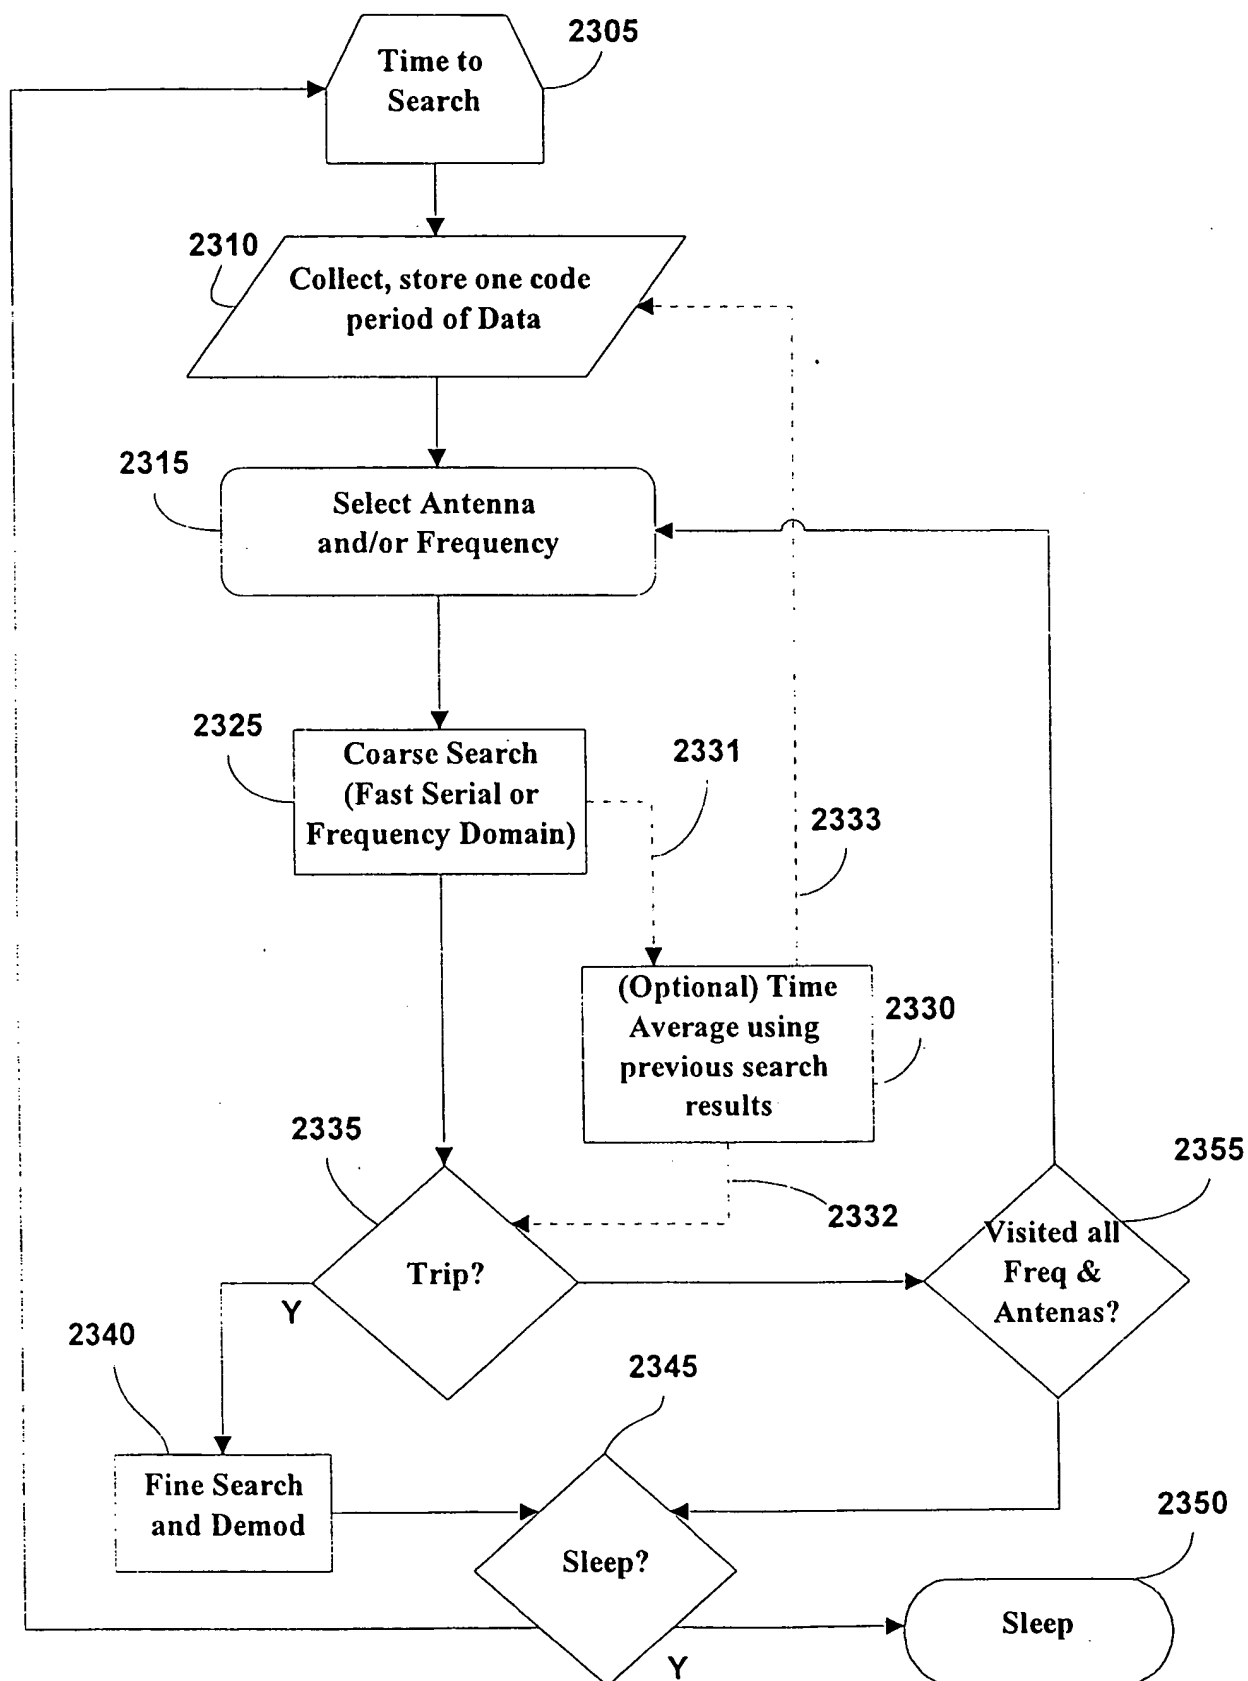 2305
Time to
Search
2310
Collect, store one code
period of Data
2315
Select Antenna
and/or Frequency
2325
Coarse Search
(Fast Serial or
Frequency Domain)
2331
2333
(Optional) Time
Average using
previous search
results
2330
2335
2332
2355
Trip?
Visited all
Freq &
Antenas?
Y
2340
2345
Fine Search
and Demod
Sleep?
2350
Sleep
Y